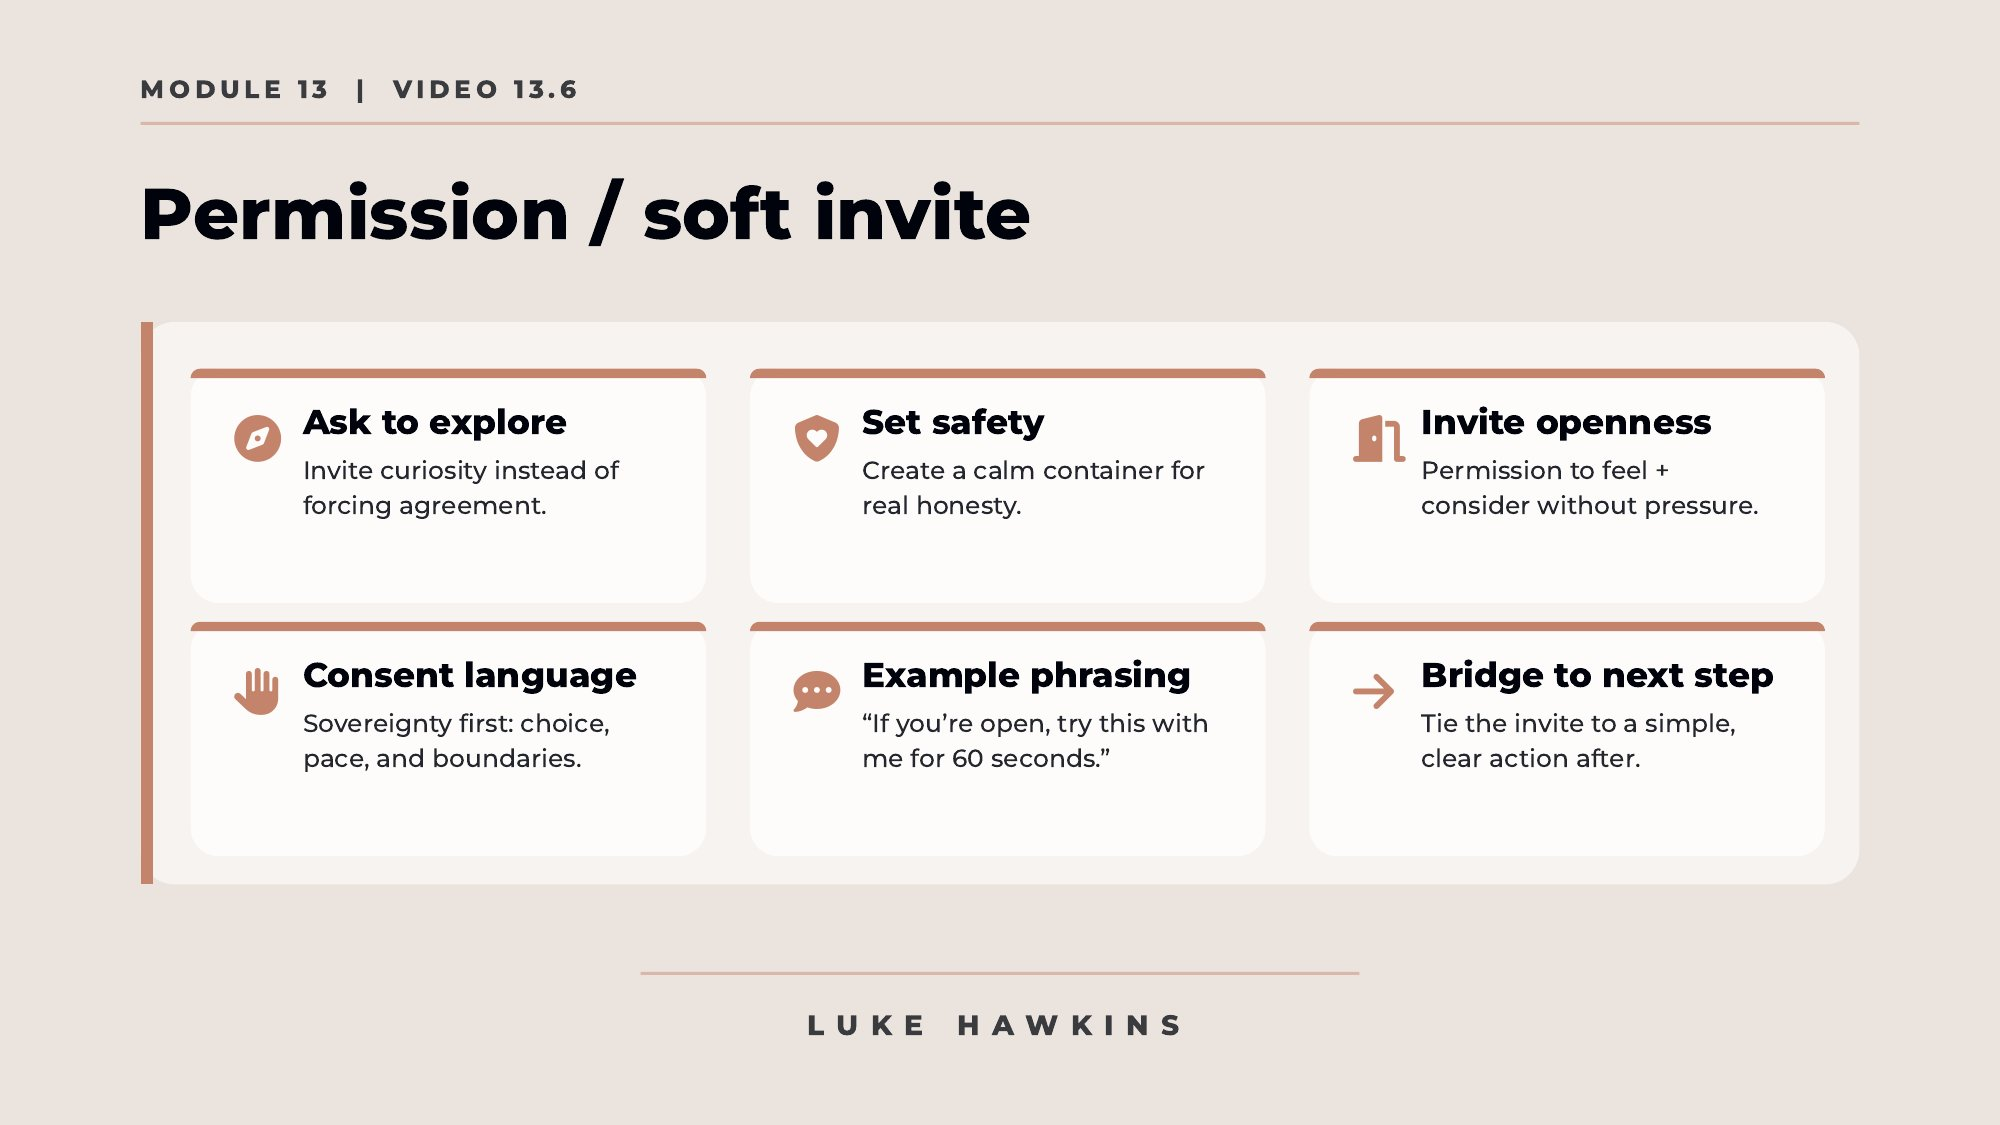 MODULE 13 | VIDEO 13.6
Permission / soft invite
Ask to explore
Invite curiosity instead of
forcing agreement.
Set safety
Create a calm container for
real honesty.
Invite openness
Permission to feel +
consider without pressure.
Consent language
Sovereignty first: choice,
pace, and boundaries.
Example phrasing
“If you’re open, try this with
me for 60 seconds.”
Bridge to next step
Tie the invite to a simple,
clear action after.
LUKE HAWKINS